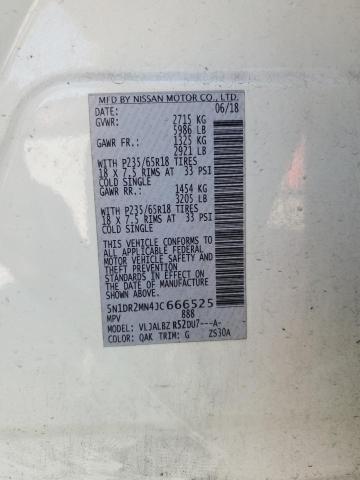 MFD BY NISSAN MOTOR CO., LTD.
DATE: 06/18
GVWR: 2715 KG
5986 LB
GAWR FR.: 1325 KG
2921 LB
WITH P235/65R18 TIRES
18 X 7.5 RIMS AT 33 PSI
COLD SINGLE
GAWR RR.: 1454 KG
3205 LB
WITH P235/65R18 TIRES
18 X 7.5 RIMS AT 33 PSI
COLD SINGLE
THIS VEHICLE CONFORMS TO
ALL APPLICABLE FEDERAL
MOTOR VEHICLE SAFETY
STANDARDS IN EFFECT ON
THE DATE OF MANUFACTURE
SHOWN ABOVE.
5N1DR2MN4JC666525
MPV 888
MODEL: VLJALBZ R52DU7---A-
COLOR: QAK TRIM: G ZS30A